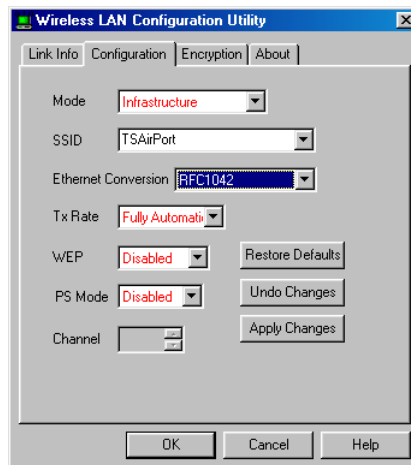 Wireless LAN Configuration Utility
Link Info Configuration Encryption About
Mode Infrastructure
SSID TSAirPort
Ethernet Conversion RFC1042
Tx Rate Fully Automati
WEP Disabled Restore Defaults
PS Mode Disabled Undo Changes
Channel Apply Changes
OK Cancel Help